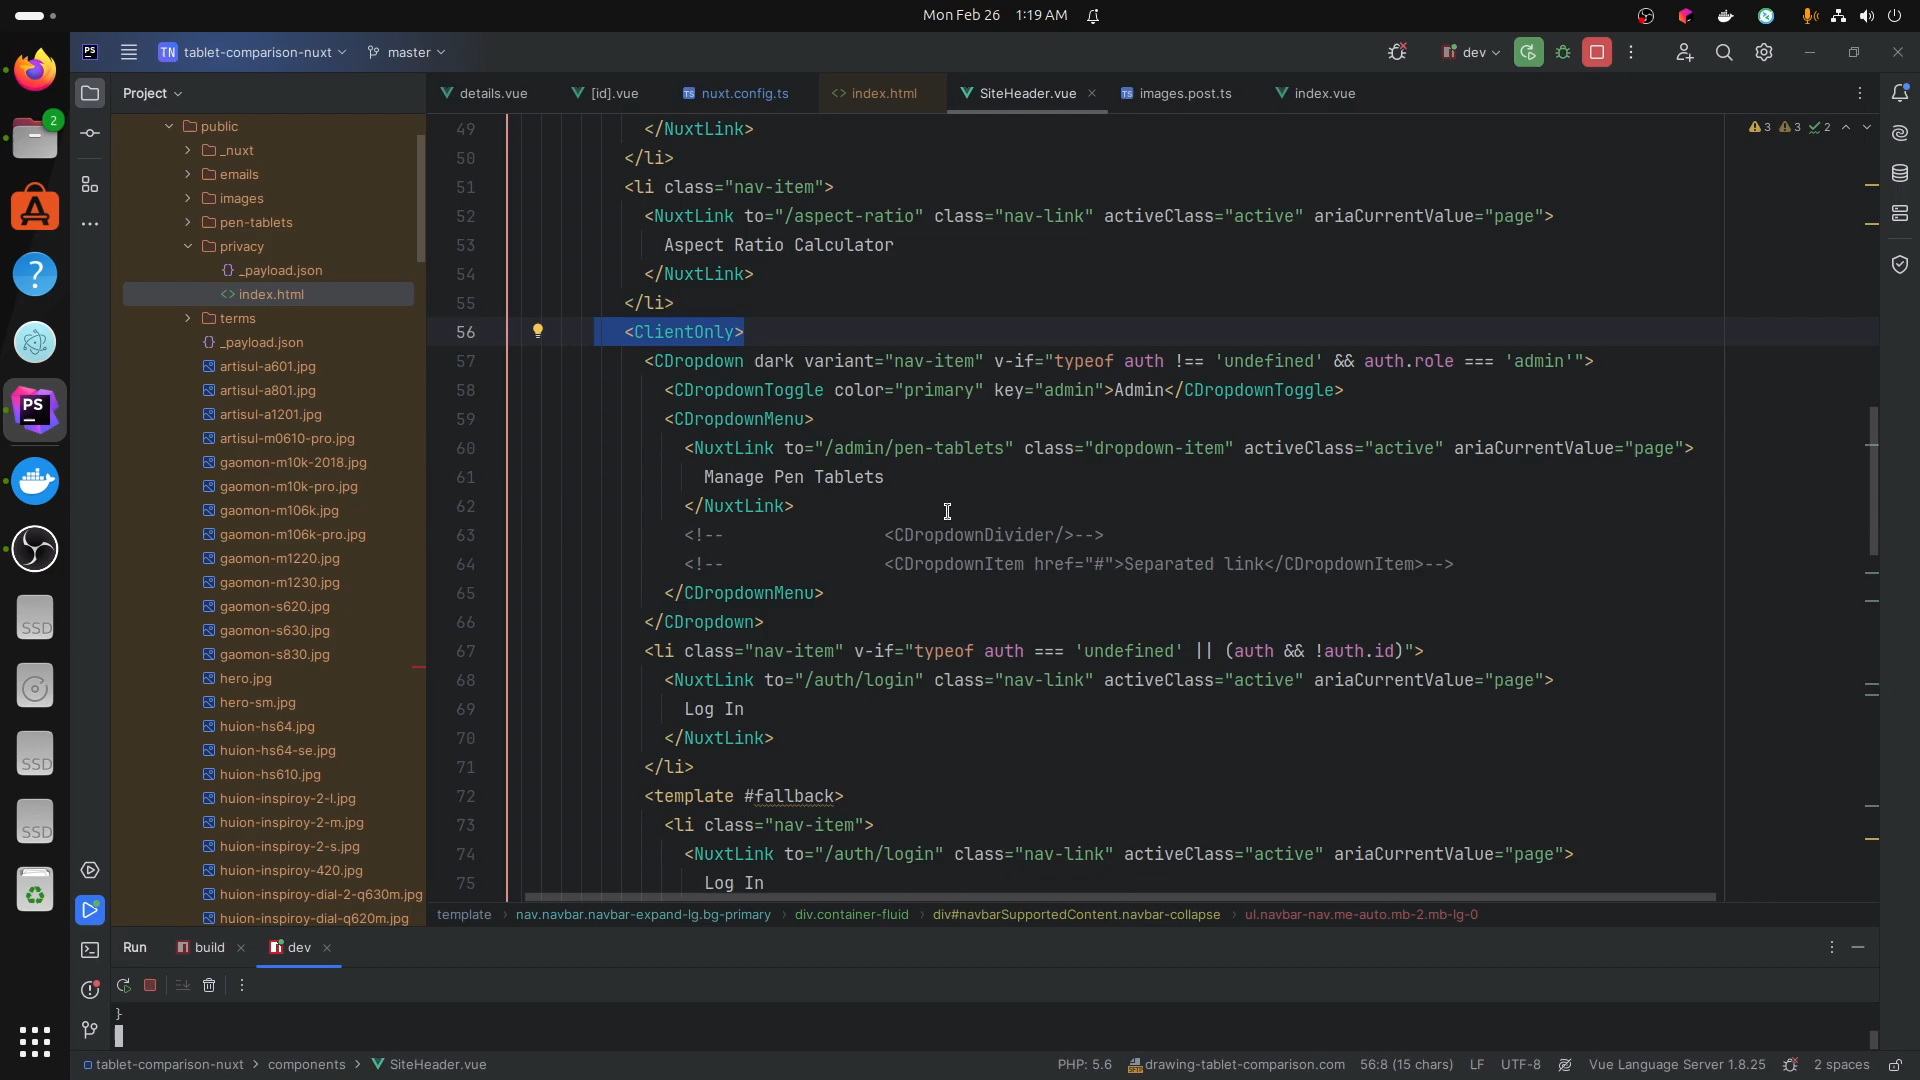 Mon Feb 26 1:19 AM
PS
TN tablet-comparison-nuxt
master
dev
Project
details.vue
[id].vue
TS nuxt.config.ts
<> index.html
SiteHeader.vue
TS images.post.ts
index.vue
3
3
2
2
?
PS
SSD
SSD
SSD
public
_nuxt
emails
images
pen-tablets
privacy
{} _payload.json
<> index.html
terms
{} _payload.json
artisul-a601.jpg
artisul-a801.jpg
artisul-a1201.jpg
artisul-m0610-pro.jpg
gaomon-m10k-2018.jpg
gaomon-m10k-pro.jpg
gaomon-m106k.jpg
gaomon-m106k-pro.jpg
gaomon-m1220.jpg
gaomon-m1230.jpg
gaomon-s620.jpg
gaomon-s630.jpg
gaomon-s830.jpg
hero.jpg
hero-sm.jpg
huion-hs64.jpg
huion-hs64-se.jpg
huion-hs610.jpg
huion-inspiroy-2-l.jpg
huion-inspiroy-2-m.jpg
huion-inspiroy-2-s.jpg
huion-inspiroy-420.jpg
huion-inspiroy-dial-2-q630m.jpg
huion-inspiroy-dial-q620m.jpg
49 </NuxtLink>
50 </li>
51 <li class="nav-item">
52 <NuxtLink to="/aspect-ratio" class="nav-link" activeClass="active" ariaCurrentValue="page">
53 Aspect Ratio Calculator
54 </NuxtLink>
55 </li>
56 <ClientOnly>
57 <CDropdown dark variant="nav-item" v-if="typeof auth !== 'undefined' && auth.role === 'admin'">
58 <CDropdownToggle color="primary" key="admin">Admin</CDropdownToggle>
59 <CDropdownMenu>
60 <NuxtLink to="/admin/pen-tablets" class="dropdown-item" activeClass="active" ariaCurrentValue="page">
61 Manage Pen Tablets
62 </NuxtLink>
63 <!-- <CDropdownDivider/>-->
64 <!-- <CDropdownItem href="#">Separated link</CDropdownItem>-->
65 </CDropdownMenu>
66 </CDropdown>
67 <li class="nav-item" v-if="typeof auth === 'undefined' || (auth && !auth.id)">
68 <NuxtLink to="/auth/login" class="nav-link" activeClass="active" ariaCurrentValue="page">
69 Log In
70 </NuxtLink>
71 </li>
72 <template #fallback>
73 <li class="nav-item">
74 <NuxtLink to="/auth/login" class="nav-link" activeClass="active" ariaCurrentValue="page">
75 Log In
template nav.navbar.navbar-expand-lg.bg-primary div.container-fluid div#navbarSupportedContent.navbar-collapse ul.navbar-nav.me-auto.mb-2.mb-lg-0
Run build dev
}
tablet-comparison-nuxt components SiteHeader.vue
PHP: 5.6 drawing-tablet-comparison.com 56:8 (15 chars) LF UTF-8 Vue Language Server 1.8.25 2 spaces